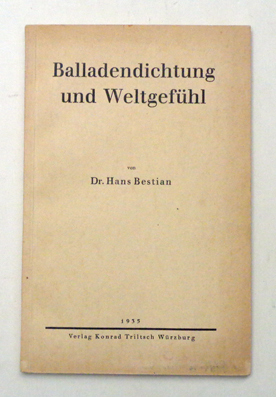 Balladendichtung
und Weltgefühl
von
Dr. Hans Bestian
1935
Verlag Konrad Triltsch Würzburg